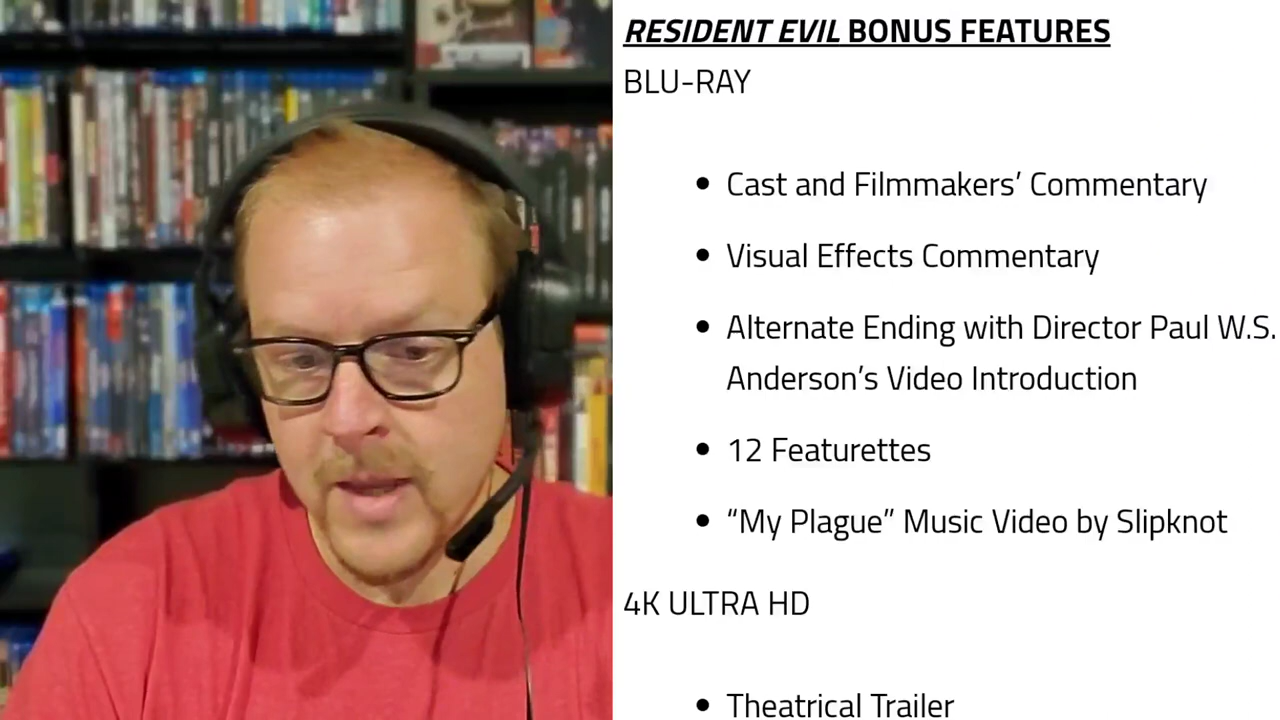 RESIDENT EVIL BONUS FEATURES
BLU-RAY
Cast and Filmmakers’ Commentary
Visual Effects Commentary
Alternate Ending with Director Paul W.S.
Anderson’s Video Introduction
12 Featurettes
“My Plague” Music Video by Slipknot
4K ULTRA HD
Theatrical Trailer